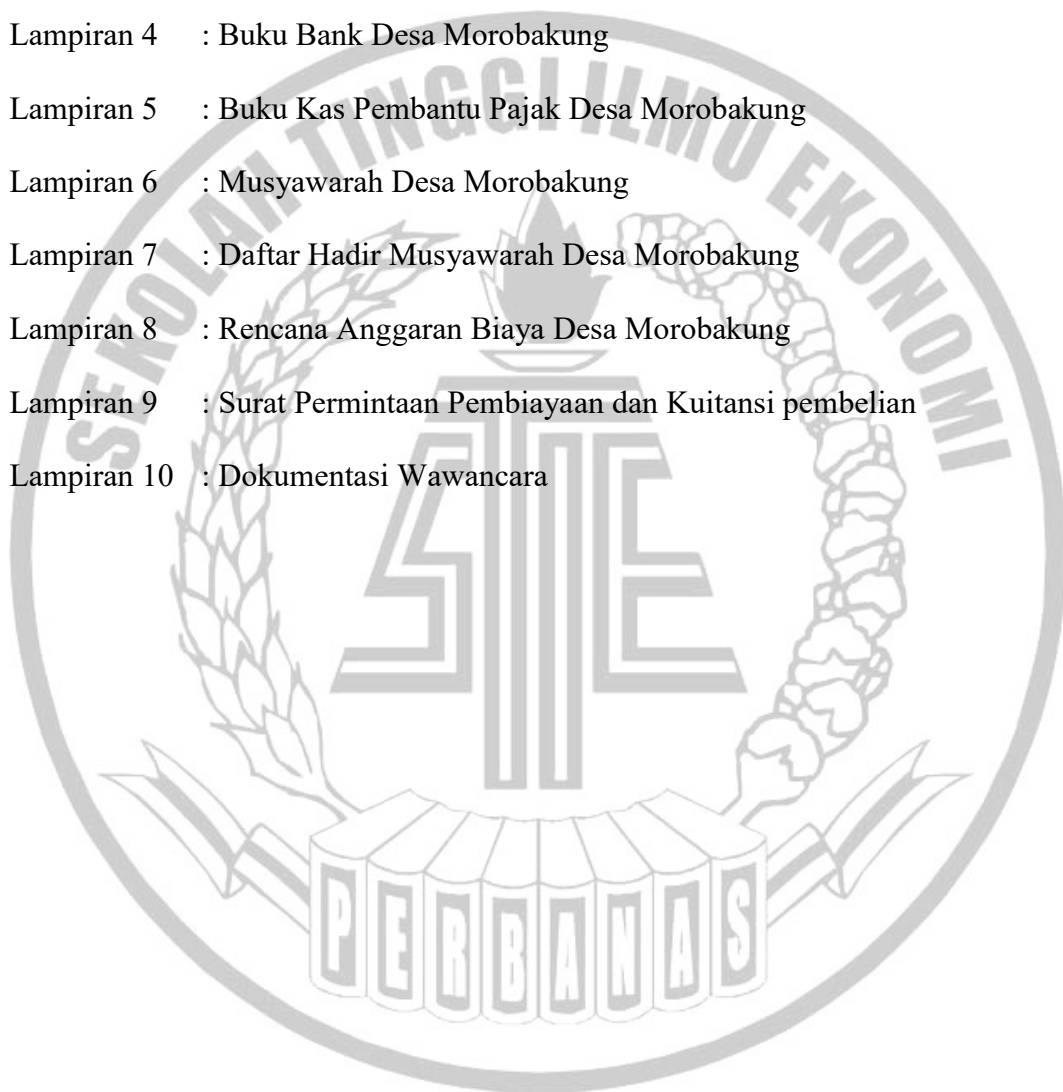 Lampiran 4 : Buku Bank Desa Morobakung
Lampiran 5 : Buku Kas Pembantu Pajak Desa Morobakung
Lampiran 6 : Musyawarah Desa Morobakung
Lampiran 7 : Daftar Hadir Musyawarah Desa Morobakung
Lampiran 8 : Rencana Anggaran Biaya Desa Morobakung
Lampiran 9 : Surat Permintaan Pembiayaan dan Kuitansi pembelian
Lampiran 10 : Dokumentasi Wawancara
SEKOLAH TINGGI ILMU EKONOMI
STIE
PERBANAS